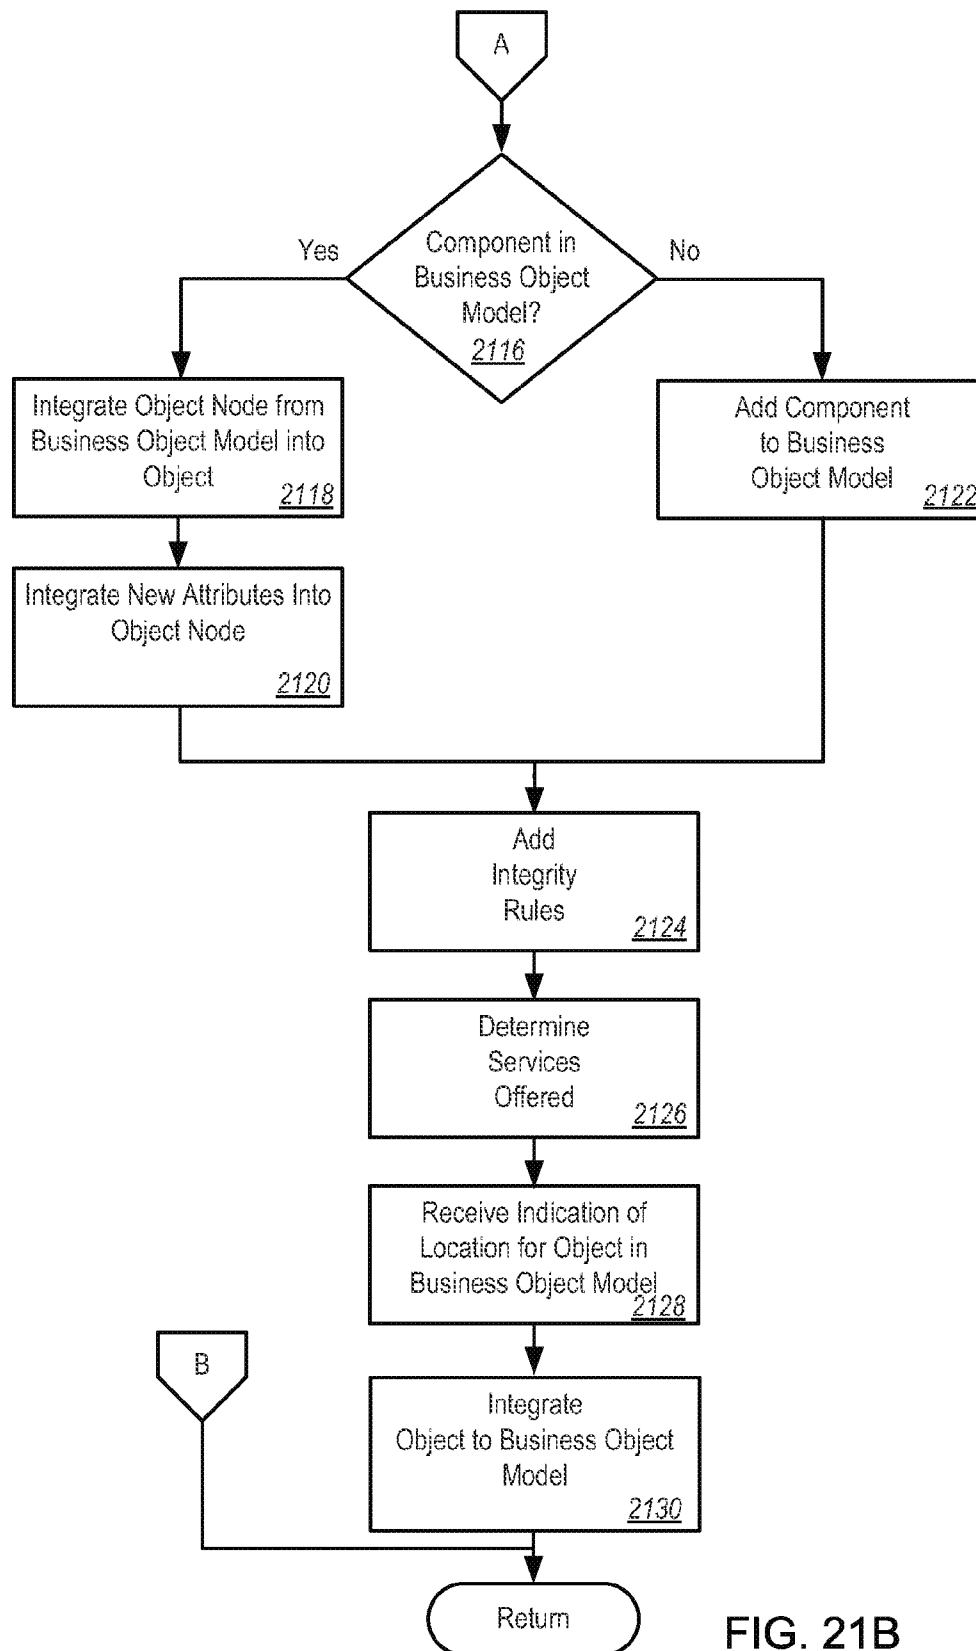 A
Yes
No
Component in
Business Object
Model?
2116
Integrate Object Node from
Business Object Model into
Object
2118
Add Component
to Business
Object Model
2122
Integrate New Attributes Into
Object Node
2120
Add
Integrity
Rules
2124
Determine
Services
Offered
2126
Receive Indication of
Location for Object in
Business Object Model
2128
B
Integrate
Object to Business Object
Model
2130
Return
FIG. 21B